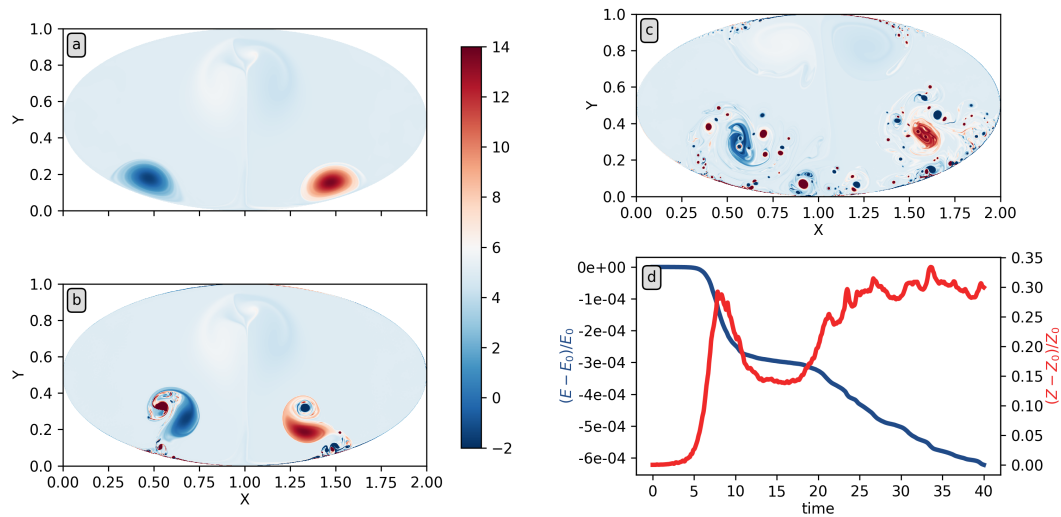 a
Y
1.0
0.8
0.6
0.4
0.2
0.0
14
12
10
8
6
4
2
0
−2
b
Y
1.0
0.8
0.6
0.4
0.2
0.0
0.00 0.25 0.50 0.75 1.00 1.25 1.50 1.75 2.00
X
c
Y
1.0
0.8
0.6
0.4
0.2
0.0
0.00 0.25 0.50 0.75 1.00 1.25 1.50 1.75 2.00
X
d
(E − E₀)/E₀
0e+00
-1e-04
-2e-04
-3e-04
-4e-04
-5e-04
-6e-04
0.35
0.30
0.25
0.20
0.15
0.10
0.05
0.00
(Z − Z₀)/Z₀
0 5 10 15 20 25 30 35 40
time